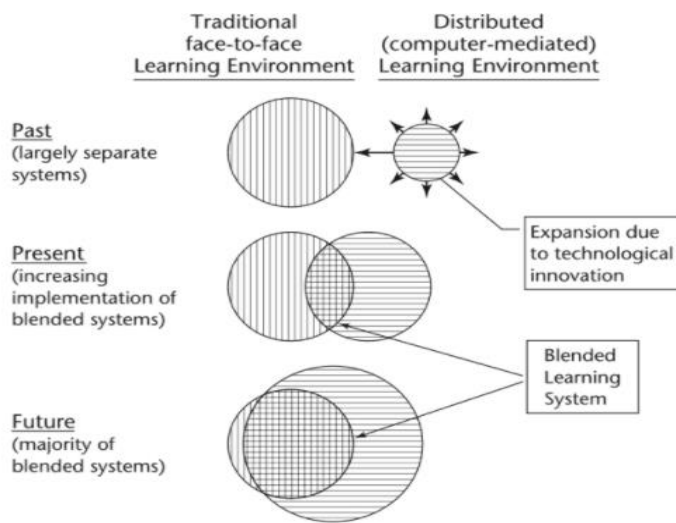 Traditional
face-to-face
Learning Environment
Distributed
(computer-mediated)
Learning Environment
Past
(largely separate
systems)
Expansion due
to technological
innovation
Present
(increasing
implementation of
blended systems)
Blended
Learning
System
Future
(majority of
blended systems)